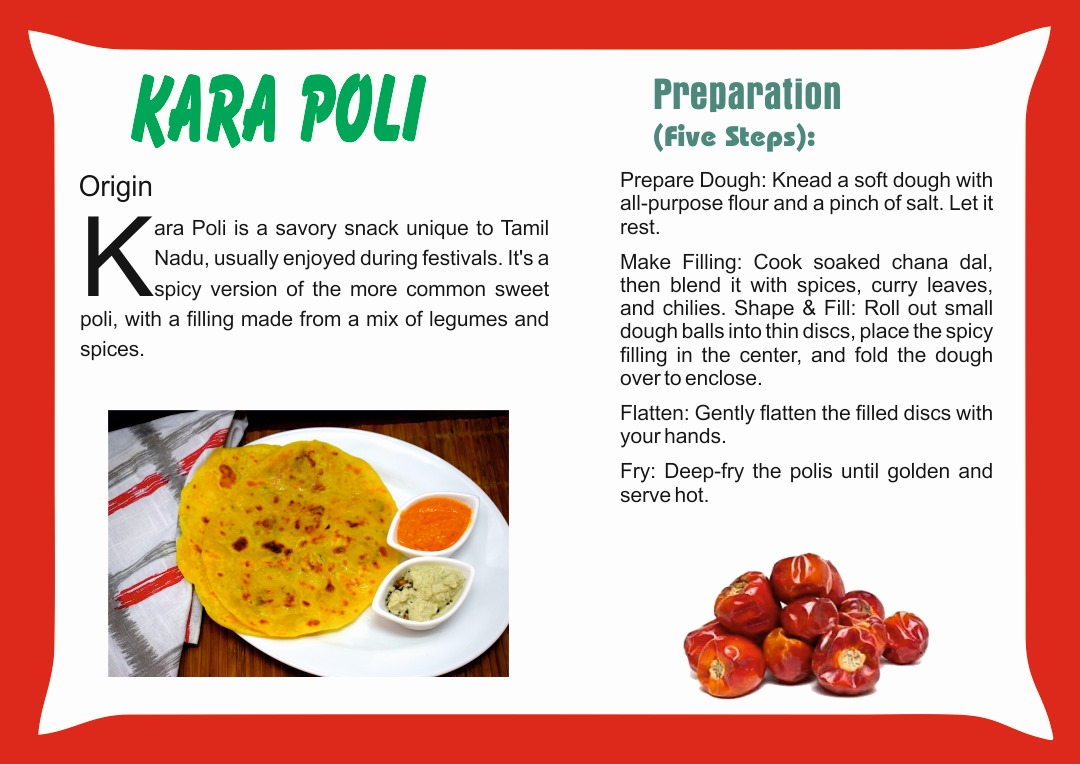 KARA POLI
Origin
Kara Poli is a savory snack unique to Tamil
Nadu, usually enjoyed during festivals. It's a
spicy version of the more common sweet
poli, with a filling made from a mix of legumes and
spices.
Preparation
(Five Steps):
Prepare Dough: Knead a soft dough with
all-purpose flour and a pinch of salt. Let it
rest.
Make Filling: Cook soaked chana dal,
then blend it with spices, curry leaves,
and chilies. Shape & Fill: Roll out small
dough balls into thin discs, place the spicy
filling in the center, and fold the dough
over to enclose.
Flatten: Gently flatten the filled discs with
your hands.
Fry: Deep-fry the polis until golden and
serve hot.